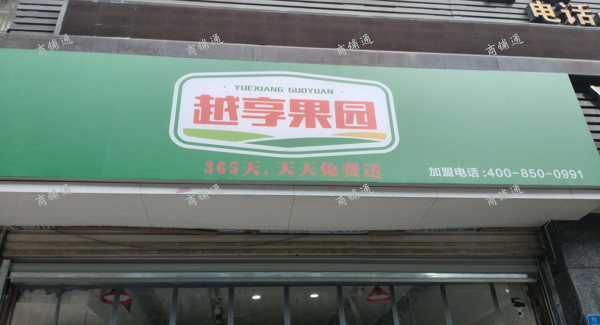 电话
商铺通 商铺通 商铺通
YUEXIANG GUOYUAN
越享果园
365天.天天免费送
加盟电话:400-850-0991
商铺通 商铺通 商铺通